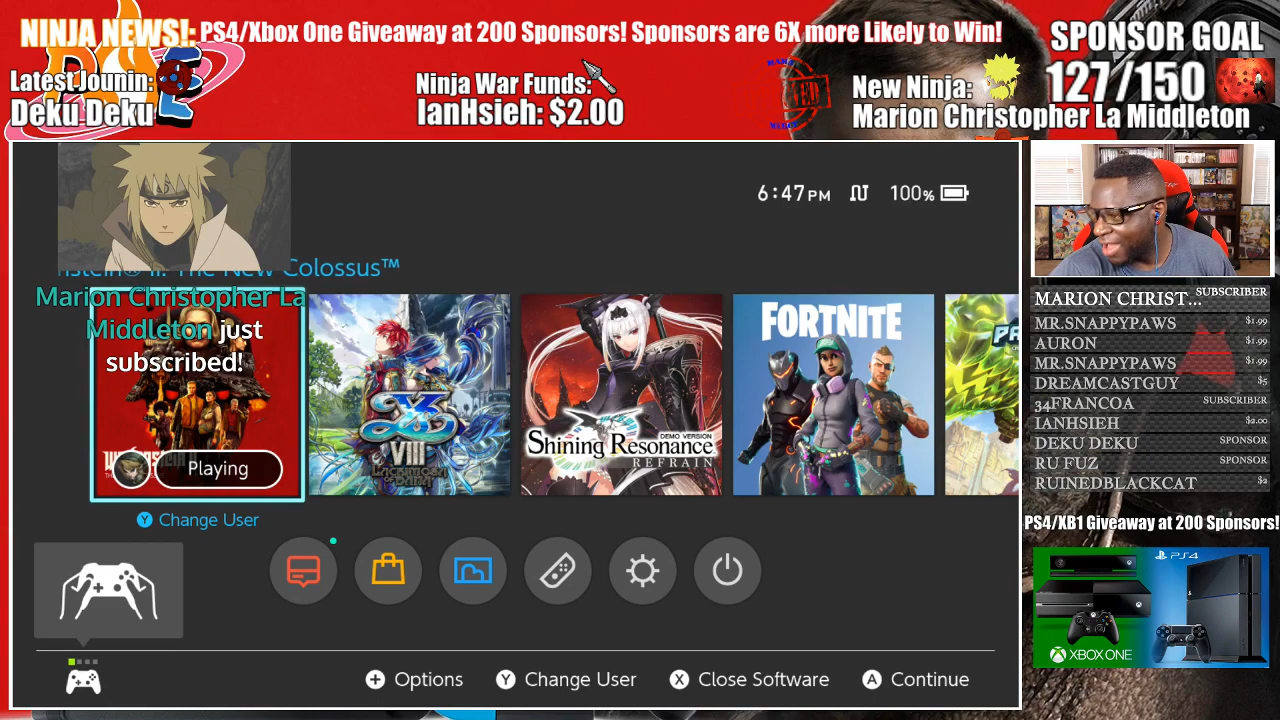 NINJA NEWS!: PS4/Xbox One Giveaway at 200 Sponsors! Sponsors are 6X more Likely to Win!
SPONSOR GOAL
127/150
Latest Jounin:
Deku Deku
Ninja War Funds:
IanHsieh: $2.00
New Ninja:
Marion Christopher La Middleton
6:47PM 100%
II: The New Colossus™
Marion Christopher La
Middleton just
subscribed!
Playing
Change User
YS
VIII
LACRIMOSA
OF DANA
DEMO VERSION
Shining Resonance
REFRAIN
FORTNITE
MARION CHRIST... SUBSCRIBER
MR.SNAPPYPAWS $1.99
AURON $1.99
MR.SNAPPYPAWS $1.99
DREAMCASTGUY $5
34FRANCOA SUBSCRIBER
IANHSIEH $2.00
DEKU DEKU SPONSOR
RU FUZ SPONSOR
RUINEDBLACKCAT $2
PS4/XB1 Giveaway at 200 Sponsors!
XBOX ONE
PS4
+ Options Y Change User X Close Software A Continue